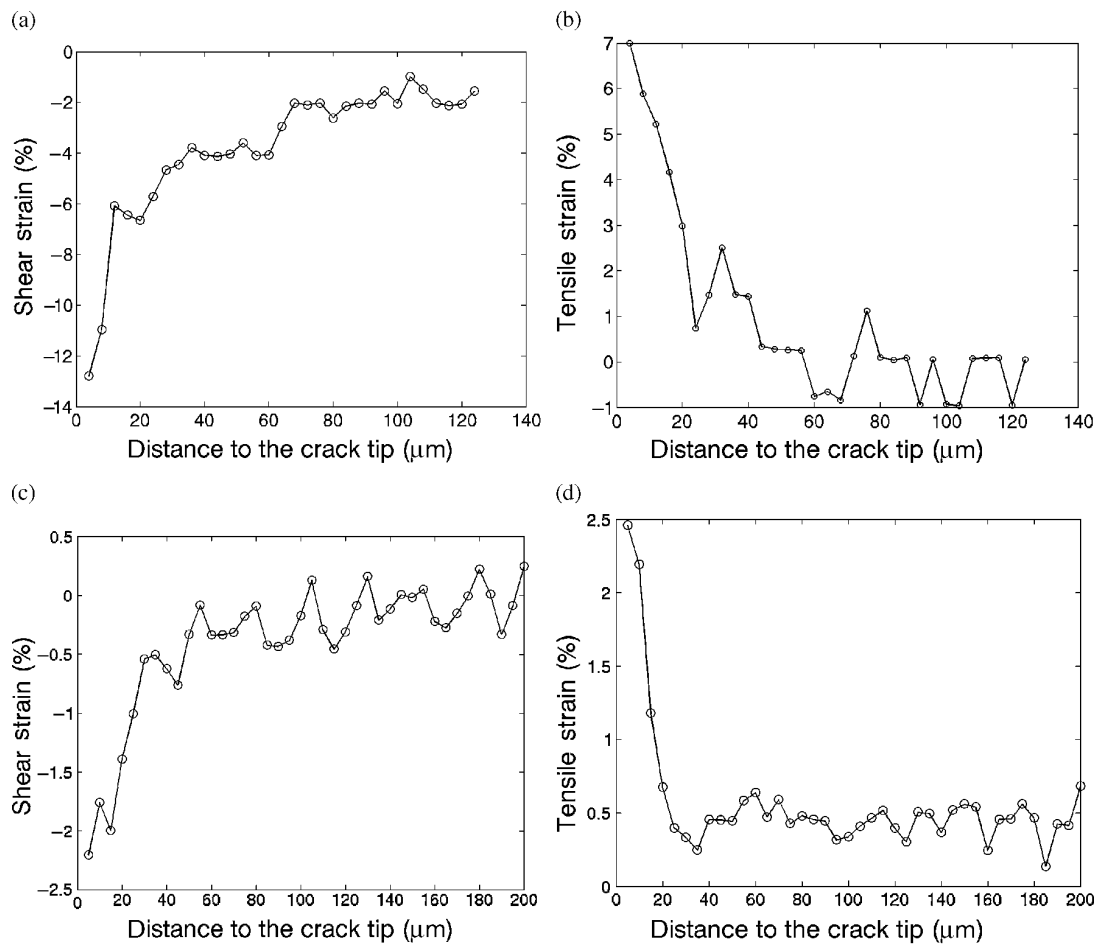 (a)
0
−2
−4
−6
−8
−10
−12
−14
Shear strain (%)
0 20 40 60 80 100 120 140
Distance to the crack tip (μm)
(b)
7
6
5
4
3
2
1
0
−1
Tensile strain (%)
0 20 40 60 80 100 120 140
Distance to the crack tip (μm)
(c)
0.5
0
−0.5
−1
−1.5
−2
−2.5
Shear strain (%)
0 20 40 60 80 100 120 140 160 180 200
Distance to the crack tip (μm)
(d)
2.5
2
1.5
1
0.5
0
Tensile strain (%)
0 20 40 60 80 100 120 140 160 180 200
Distance to the crack tip (μm)